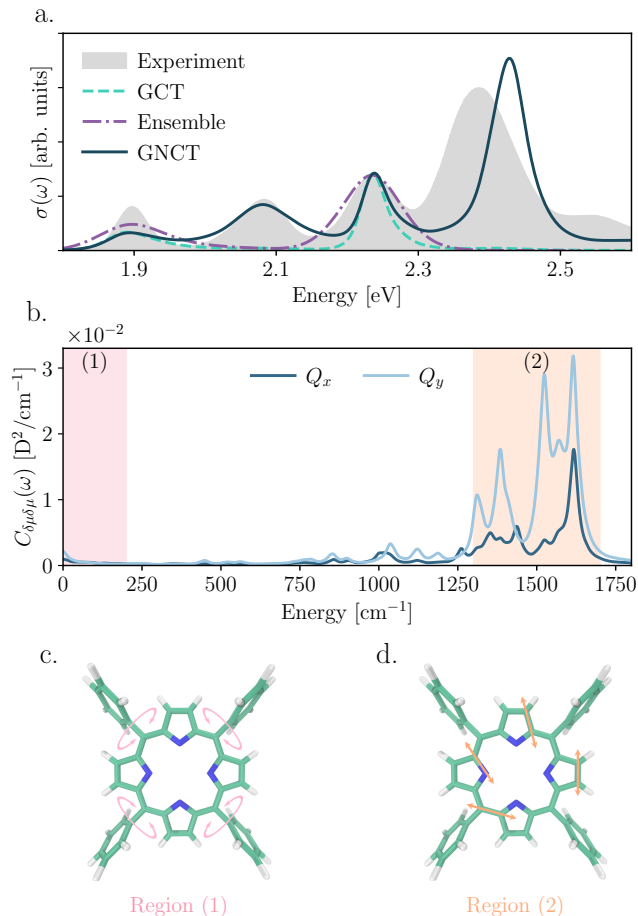 a.
Experiment
GCT
Ensemble
GNCT
σ(ω) [arb. units]
1.9 2.1 2.3 2.5
Energy [eV]
b.
×10⁻²
(1) (2)
Q_x Q_y
3
2
1
0
C_{δμδμ}(ω) [D²/cm⁻¹]
0 250 500 750 1000 1250 1500 1750
Energy [cm⁻¹]
c. d.
Region (1) Region (2)